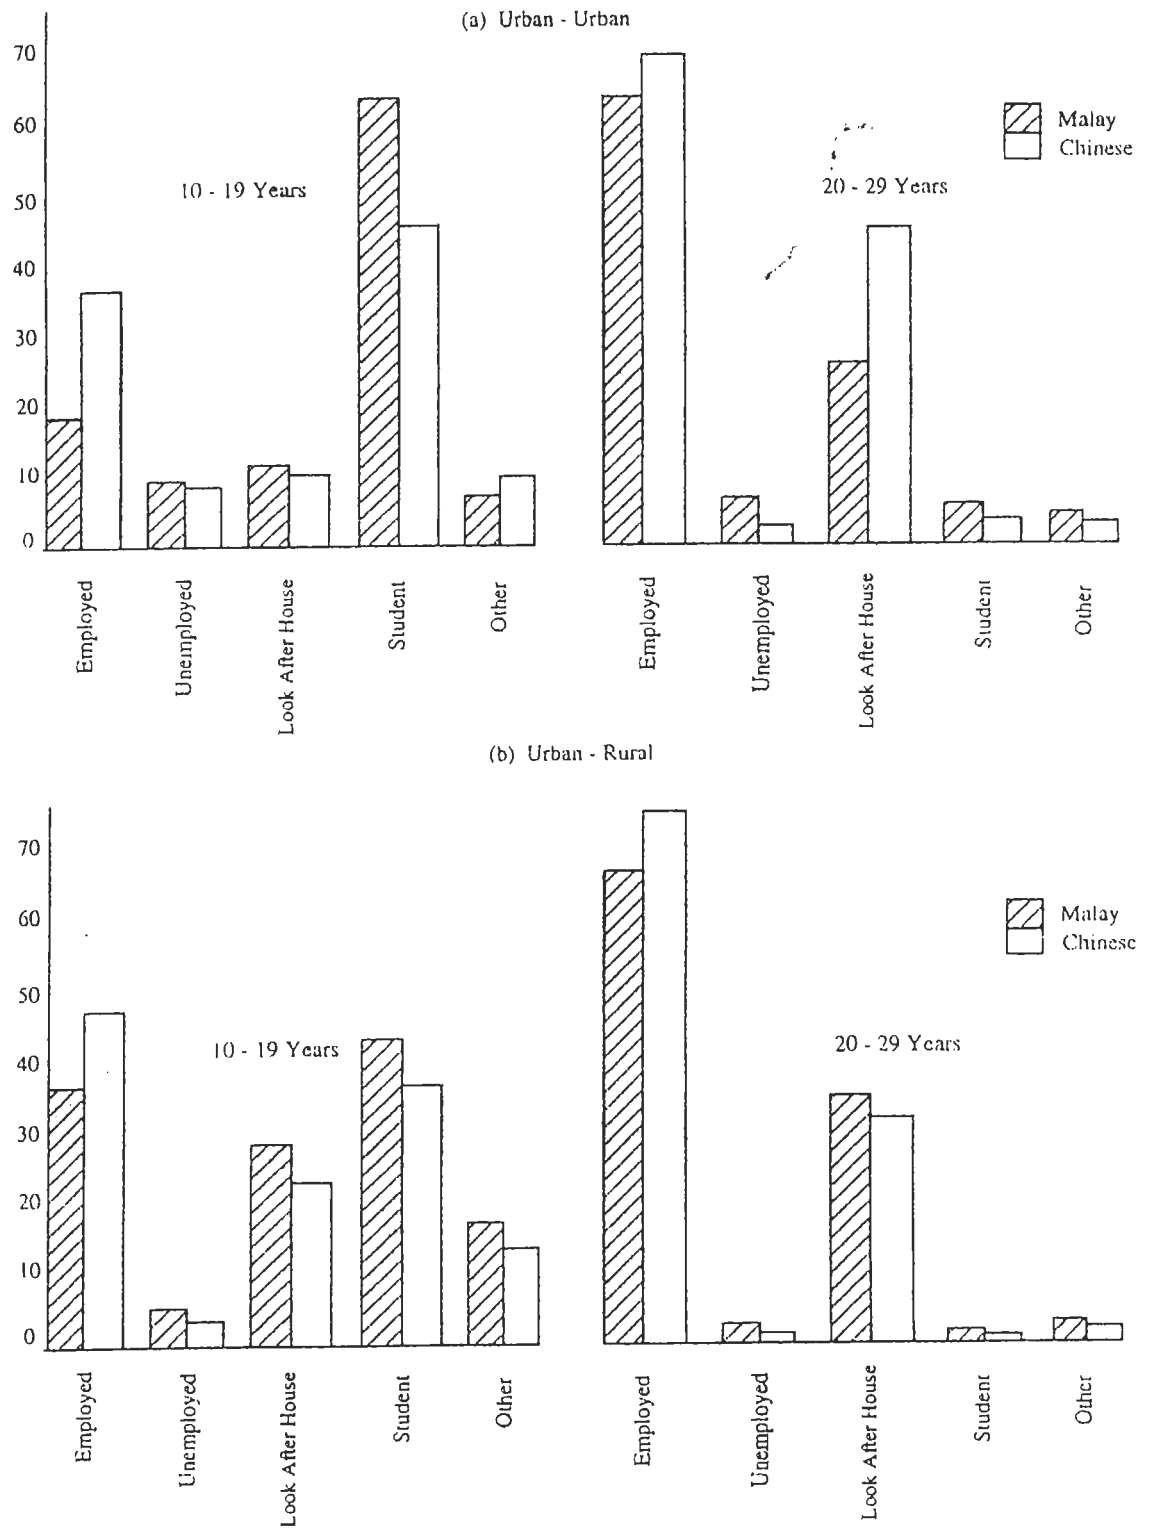 (a) Urban - Urban
70
60
50
40
30
20
10
0
10 - 19 Years
20 - 29 Years
Malay
Chinese
Employed
Unemployed
Look After House
Student
Other
Employed
Unemployed
Look After House
Student
Other
(b) Urban - Rural
70
60
50
40
30
20
10
0
10 - 19 Years
20 - 29 Years
Malay
Chinese
Employed
Unemployed
Look After House
Student
Other
Employed
Unemployed
Look After House
Student
Other